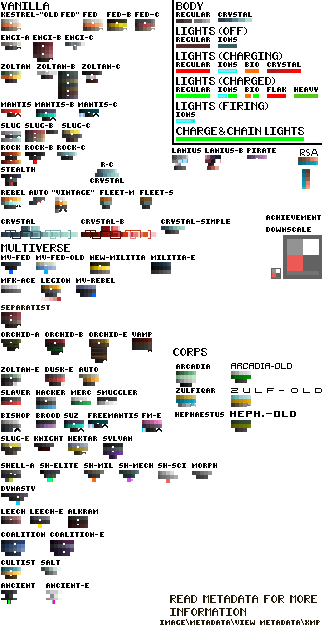 VANILLA
KESTREL-"OLD FED" FED FED-B FED-C
ENGI-A ENGI-B ENGI-C
ZOLTAN ZOLTAN-B ZOLTAN-C
MANTIS MANTIS-B MANTIS-C
SLUG SLUG-B SLUG-C
ROCK ROCK-B ROCK-C
STEALTH
R-C
CRYSTAL
REBEL AUTO "VINTAGE" FLEET-M FLEET-S
CRYSTAL CRYSTAL-B CRYSTAL-SIMPLE
MULTIVERSE
MV-FED MV-FED-OLD NEW-MILITIA MILITIA-E
MFK-ACE LEGION MV-REBEL
SEPARATIST
ORCHID-A ORCHID-B ORCHID-E VAMP
ZOLTAN-E DUSK-E AUTO
SLAVER HACKER MERC SMUGGLER
BISHOP BROOD SUZ FREEMANTIS FM-E
SLUG-E KNIGHT NEKTAR SYLVAN
SHELL-A SH-ELITE SH-MIL SH-MECH SH-SCI MORPH
DYNASTY
LEECH LEECH-E ALKRAM
COALITION COALITION-E
CULTIST SALT
ANCIENT ANCIENT-E
BODY
REGULAR CRYSTAL
LIGHTS (OFF)
REGULAR IONS
LIGHTS (CHARGING)
REGULAR IONS BIO CRYSTAL
LIGHTS (CHARGED)
REGULAR IONS BIO FLAK HEAVY
LIGHTS (FIRING)
IONS
CHARGE&CHAIN LIGHTS
LANIUS LANIUS-B PIRATE
RSA
ACHIEVEMENT
DOWNSCALE
CORPS
ARCADIA ARCADIA-OLD
ZULFIGAR ZULF-OLD
HEPHAESTUS HEPH.-OLD
READ METADATA FOR MORE
INFORMATION
IMAGE\METADATA\VIEW METADATA\XMP